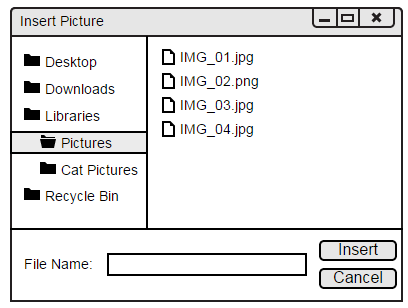 Insert Picture
Desktop
Downloads
Libraries
Pictures
Cat Pictures
Recycle Bin
IMG_01.jpg
IMG_02.png
IMG_03.jpg
IMG_04.jpg
File Name:
Insert
Cancel